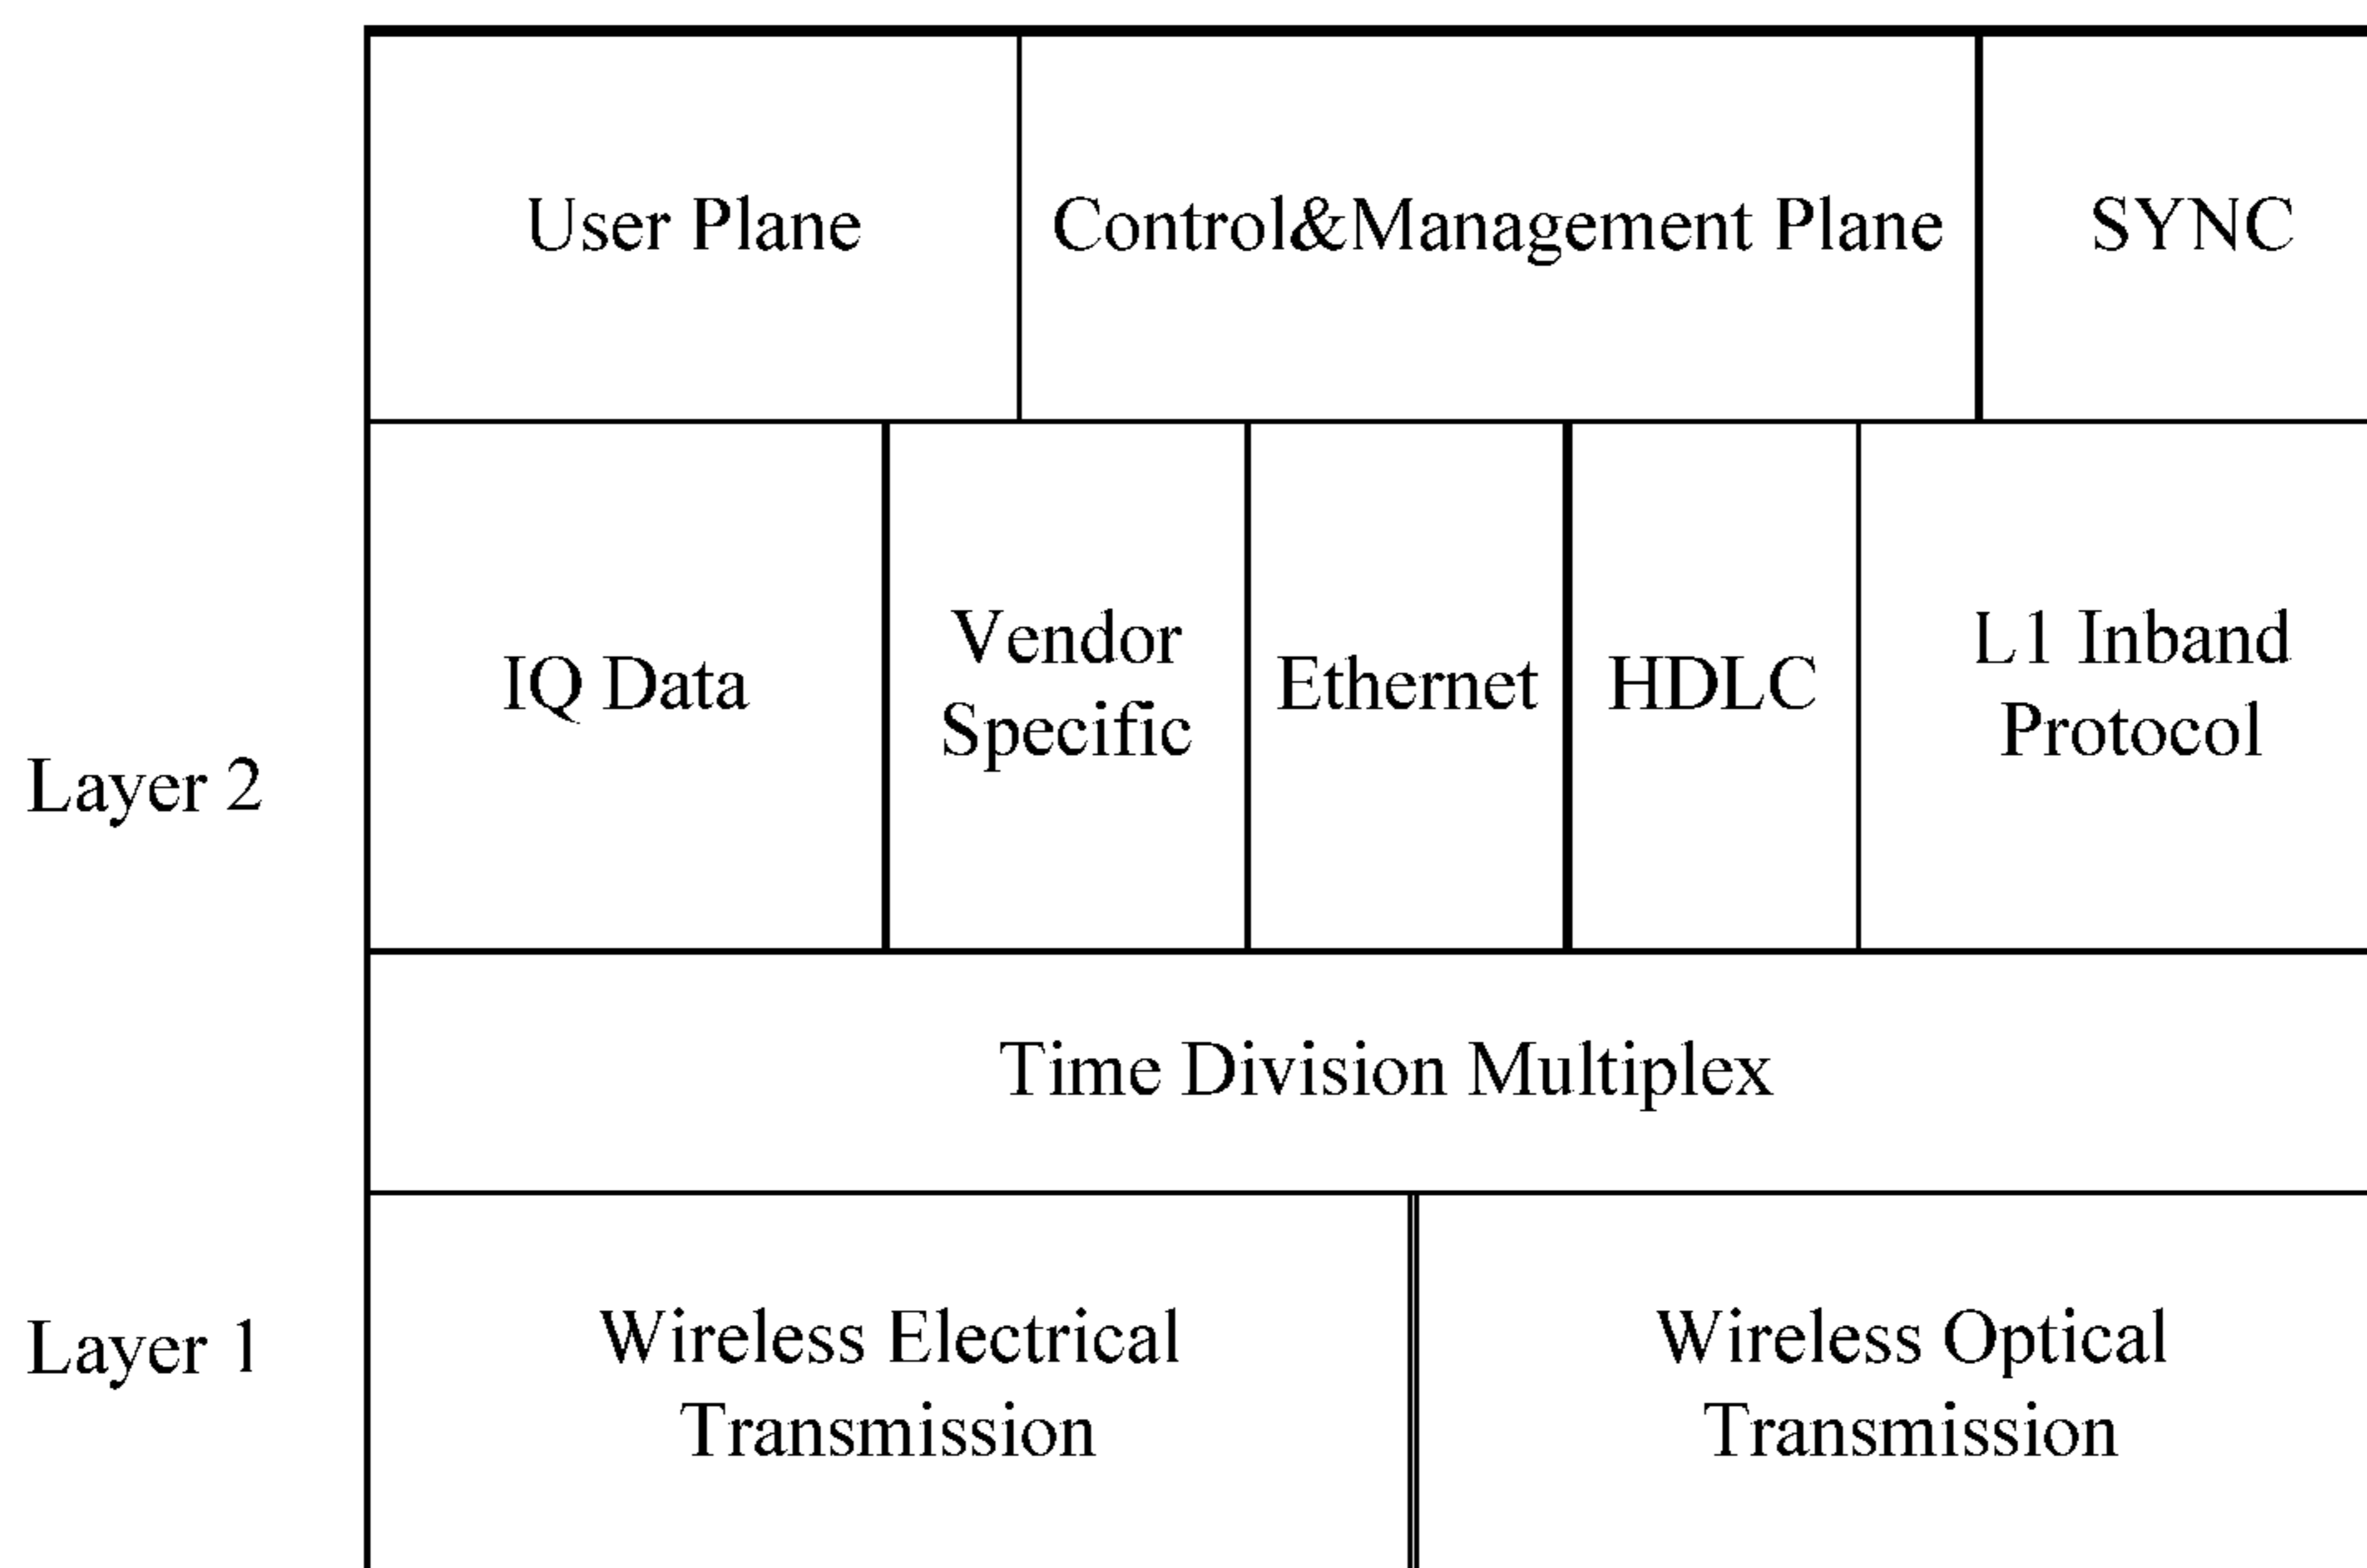 User Plane
Control&Management Plane
SYNC
Layer 2
IQ Data
Vendor
Specific
Ethernet
HDLC
L1 Inband
Protocol
Time Division Multiplex
Layer 1
Wireless Electrical
Transmission
Wireless Optical
Transmission